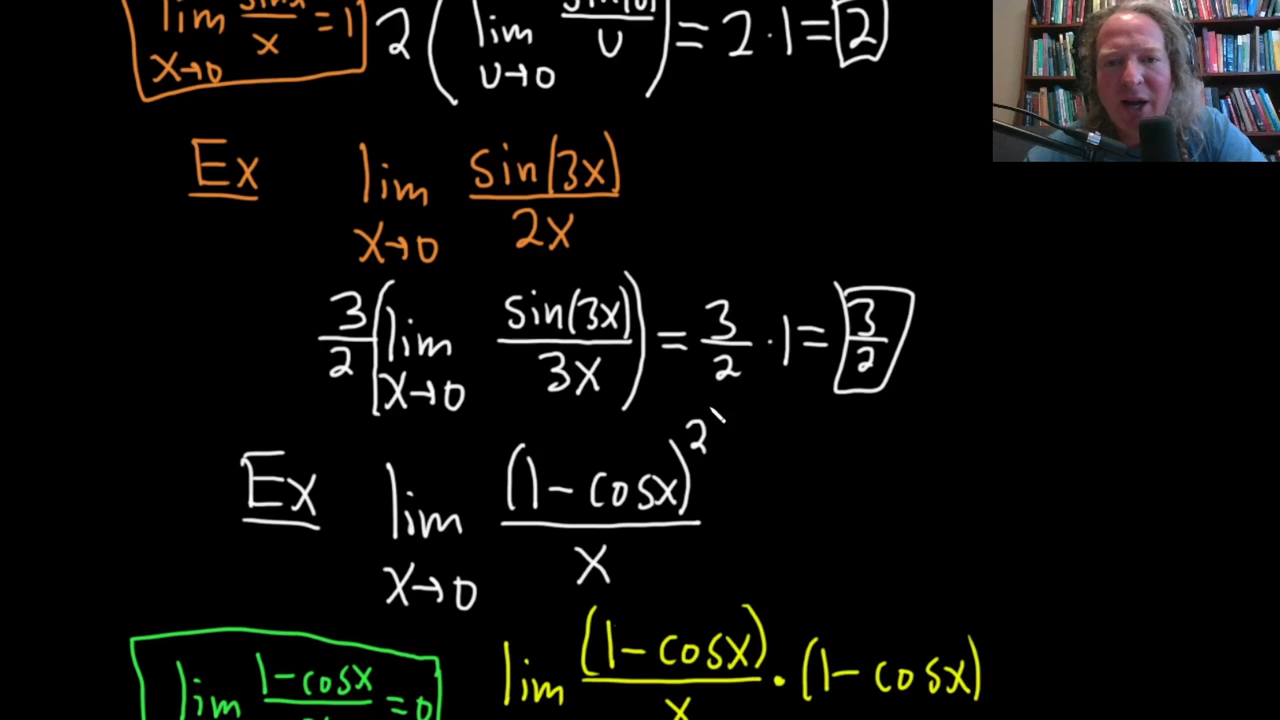 lim sinx/x = 1
x→0
2 ( lim sin(u)/u ) = 2·1 = 2
u→0
Ex lim sin(3x)/2x
x→0
3/2 ( lim sin(3x)/3x ) = 3/2 · 1 = 3/2
x→0
Ex lim (1-cosx)²/x
x→0
lim 1-cosx = 0
lim (1-cosx)/x · (1-cosx)